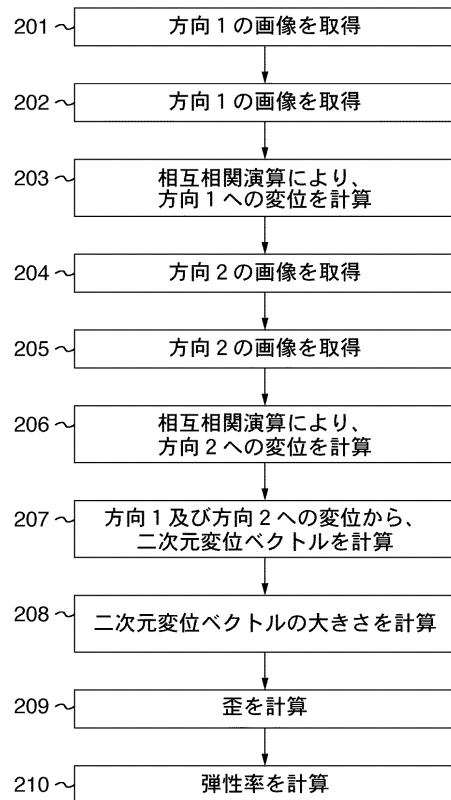 201
方向1の画像を取得
202
方向1の画像を取得
203
相互相関演算により、
方向1への変位を計算
204
方向2の画像を取得
205
方向2の画像を取得
206
相互相関演算により、
方向2への変位を計算
207
方向1及び方向2への変位から、
二次元変位ベクトルを計算
208
二次元変位ベクトルの大きさを計算
209
歪を計算
210
弾性率を計算